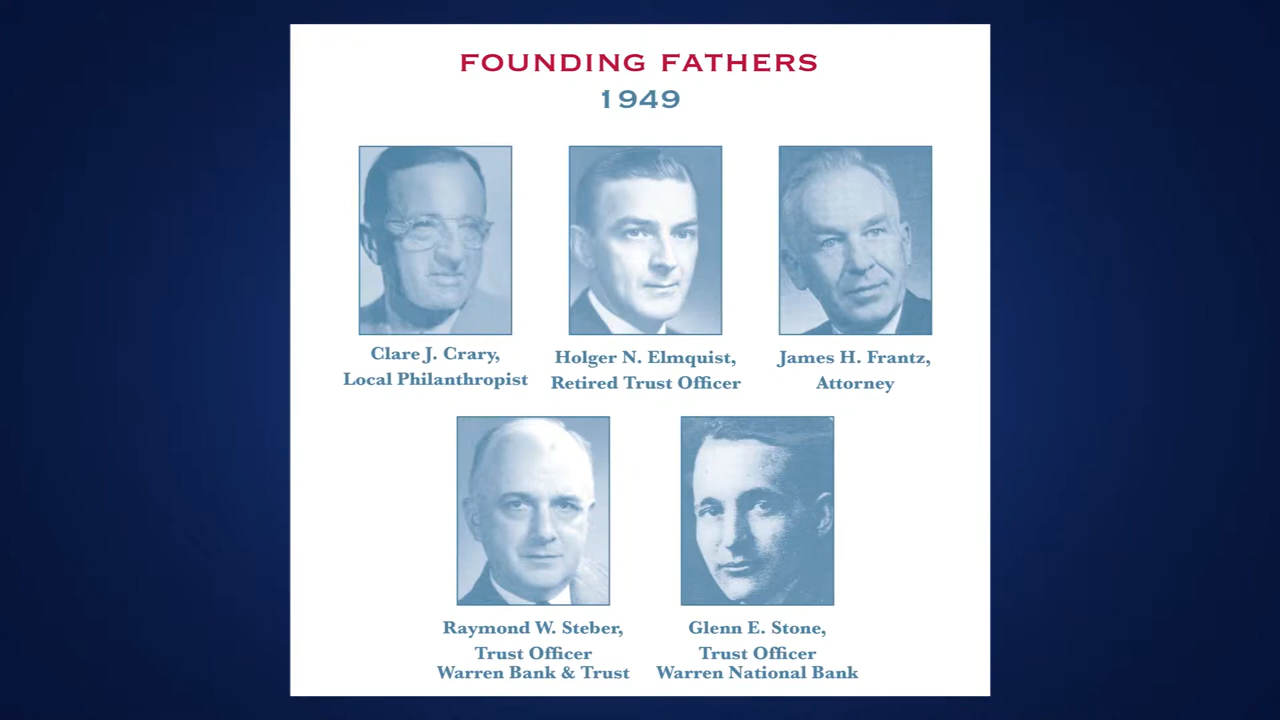 FOUNDING FATHERS
1949
Clare J. Crary,
Local Philanthropist
Holger N. Elmquist,
Retired Trust Officer
James H. Frantz,
Attorney
Raymond W. Steber,
Trust Officer
Warren Bank & Trust
Glenn E. Stone,
Trust Officer
Warren National Bank